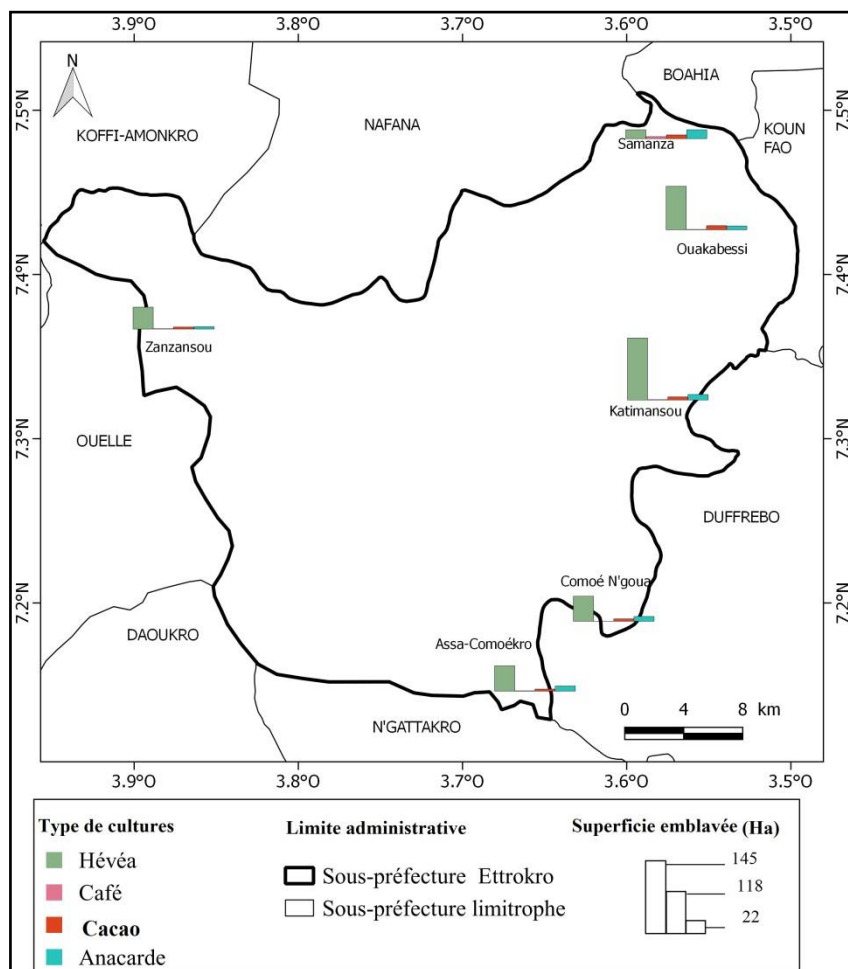 3.9°O 3.8°O 3.7°O 3.6°O 3.5°O
N
BOAHIA
7.5°N 7.5°N
KOFFI-AMONKRO
NAFANA
KOUN
FAO
Samanza
Ouakabessi
7.4°N 7.4°N
Zanzansou
Katimansou
7.3°N 7.3°N
OUELLE
DUFFREBO
Comoé N'goua
7.2°N 7.2°N
DAOUKRO
Assa-Comoékro
N'GATTAKRO
0 4 8 km
3.9°O 3.8°O 3.7°O 3.6°O 3.5°O
Type de cultures
Hévéa
Café
Cacao
Anacarde
Limite administrative
Sous-préfecture Ettrokro
Sous-préfecture limitrophe
Superficie emblavée (Ha)
145
118
22